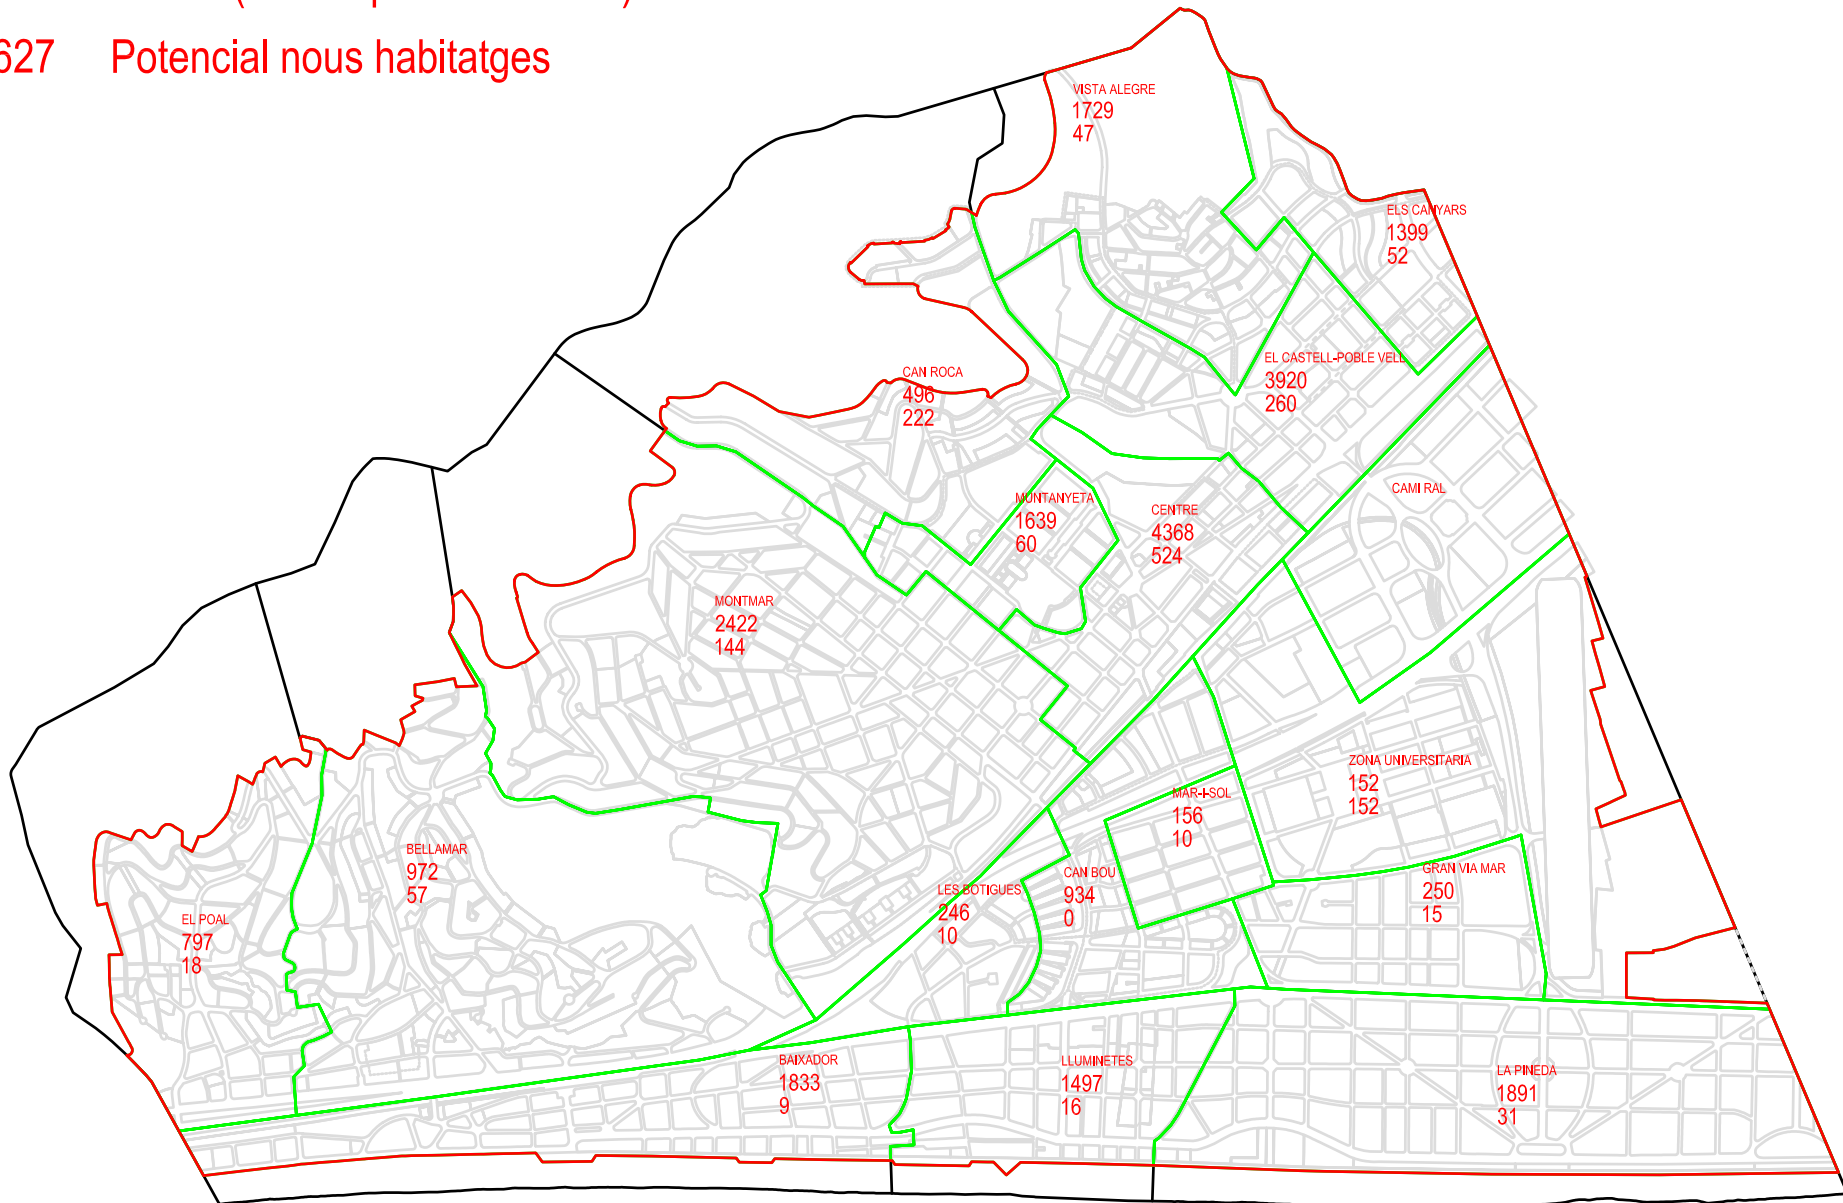 627 Potencial nous habitatges
VISTA ALEGRE
1729
47
ELS CANYARS
1399
52
EL CASTELL-POBLE VELL
3920
260
CAN ROCA
496
222
CAMI RAL
MUNTANYETA
1639
60
CENTRE
4368
524
MONTMAR
2422
144
ZONA UNIVERSITARIA
152
152
MAR-I-SOL
156
10
BELLAMAR
972
57
CAN BOU
934
0
GRAN VIA MAR
250
15
LES BOTIGUES
246
10
EL POAL
797
18
BAIXADOR
1833
9
LLUMINETES
1497
16
LA PINEDA
1891
31